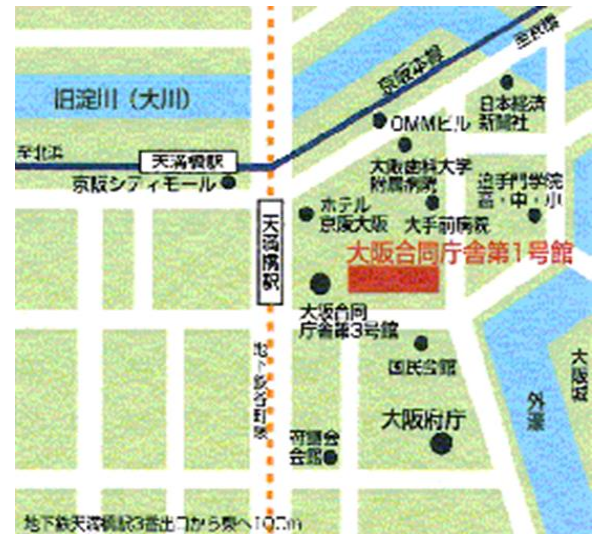 至京橋
京阪本線
旧淀川（大川）
日本経済
新聞社
OMMビル
至北浜
天満橋駅
大阪歯科大学
附属病院
京阪シティモール
追手門学院
高・中・小
ホテル
京阪大阪
大手前病院
天満橋駅
大阪合同庁舎第1号館
大阪合同
庁舎第3号館
地下鉄谷町線
国民会館
大阪城
外濠
大阪府庁
府議会
会館
地下鉄天満橋駅3番出口から東へ100m